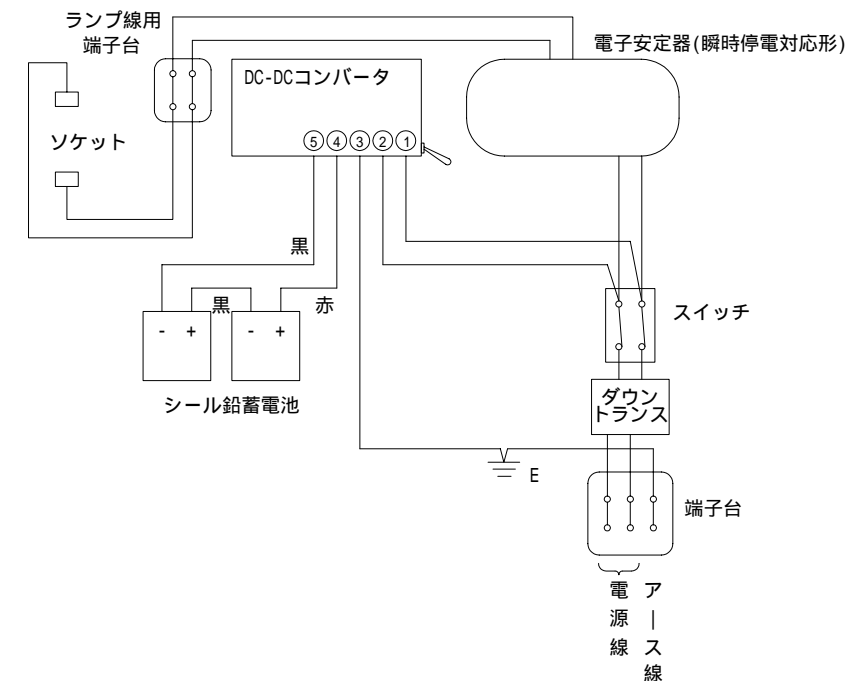 ランプ線用
端子台
電子安定器(瞬時停電対応形)
DC-DCコンバータ
ソケット
⑤④③②①
黒
黒
赤
- +
- +
スイッチ
シール鉛蓄電池
ダウン
トランス
E
端子台
電源線
アース線